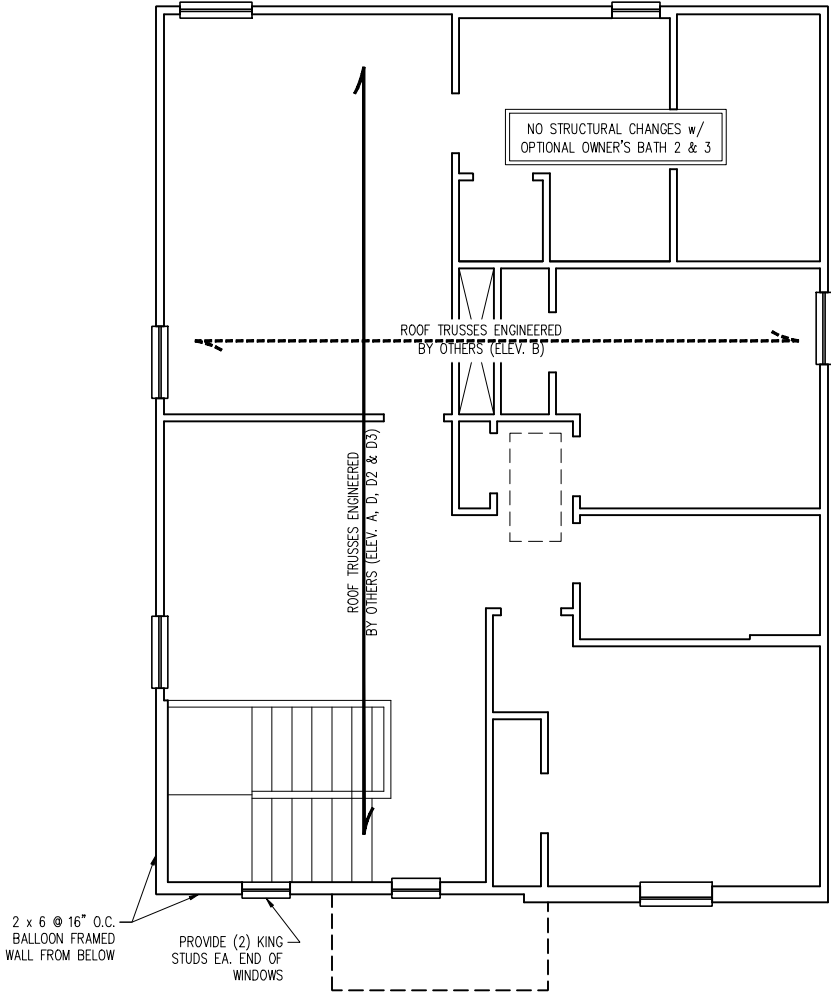 NO STRUCTURAL CHANGES w/
OPTIONAL OWNER'S BATH 2 & 3
ROOF TRUSSES ENGINEERED
BY OTHERS (ELEV. B)
ROOF TRUSSES ENGINEERED
BY OTHERS (ELEV. A, D, D2 & D3)
2 x 6 @ 16" O.C.
BALLOON FRAMED
WALL FROM BELOW
PROVIDE (2) KING
STUDS EA. END OF
WINDOWS